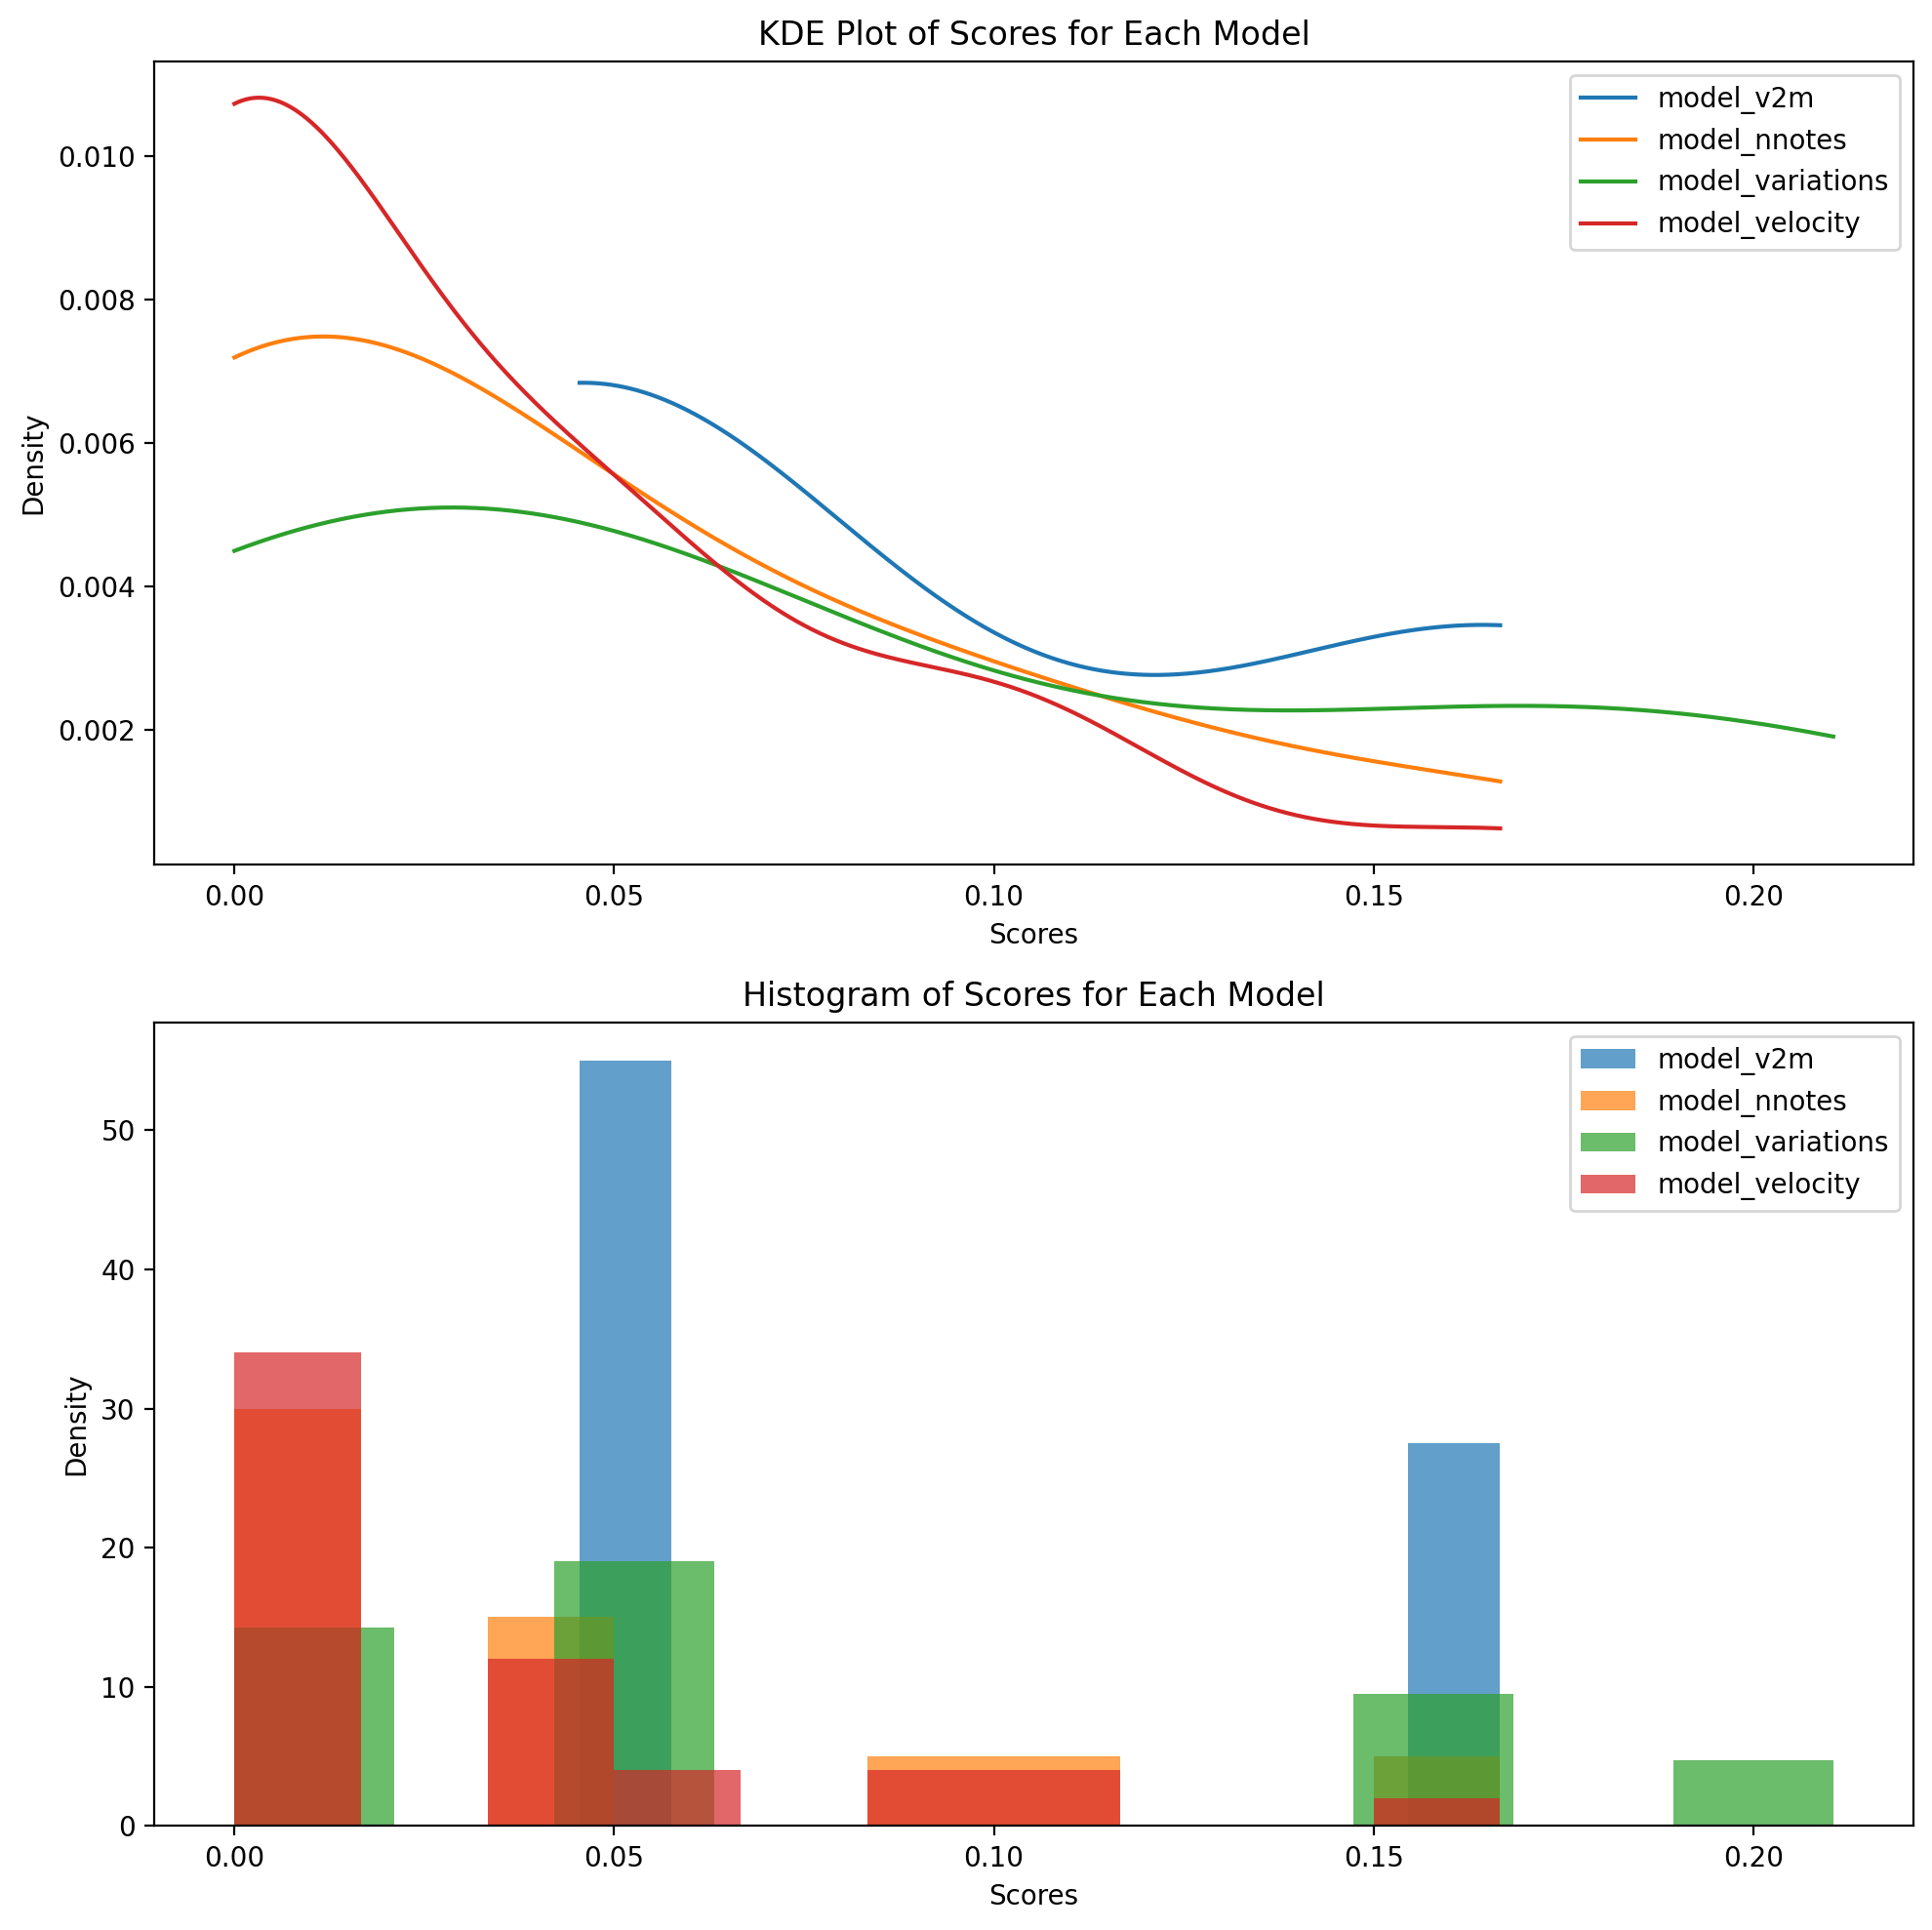 KDE Plot of Scores for Each Model
model_v2m
model_nnotes
model_variations
model_velocity
0.010
0.008
0.006
0.004
0.002
Density
0.00 0.05 0.10 0.15 0.20
Scores
Histogram of Scores for Each Model
model_v2m
model_nnotes
model_variations
model_velocity
50
40
30
20
10
0
Density
0.00 0.05 0.10 0.15 0.20
Scores